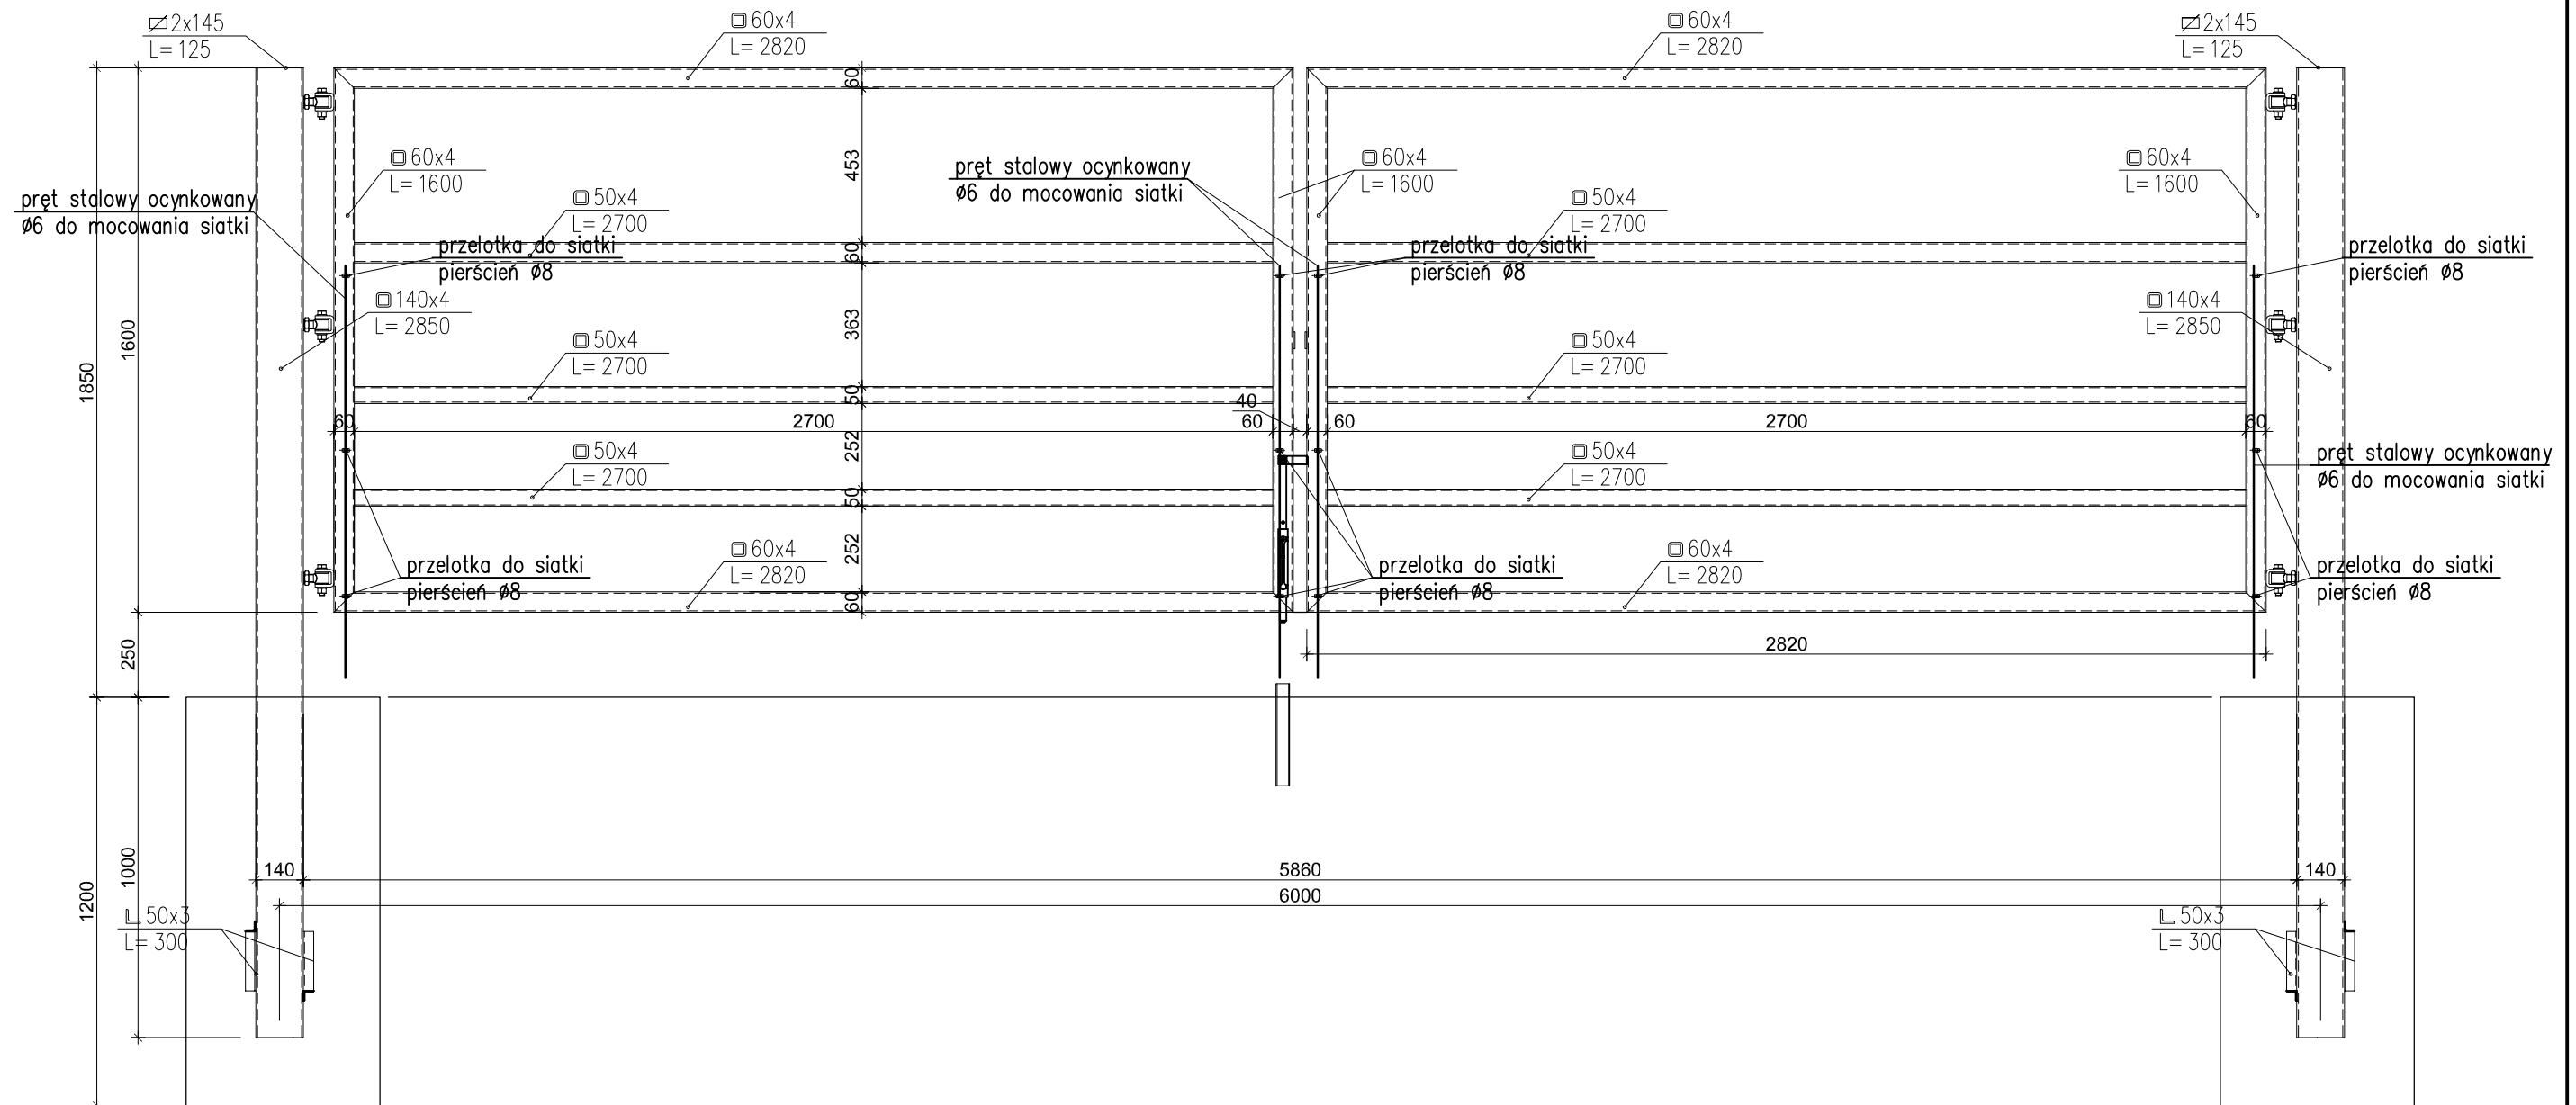 ▱2x145
L= 125
□60x4
L= 2820
□60x4
L= 2820
▱2x145
L= 125
60
□60x4
L= 1600
453
pręt stalowy ocynkowany
Ø6 do mocowania siatki
□60x4
L= 1600
□60x4
L= 1600
pręt stalowy ocynkowany
Ø6 do mocowania siatki
□50x4
L= 2700
□50x4
L= 2700
przelotka do siatki
pierścień Ø8
60
przelotka do siatki
pierścień Ø8
przelotka do siatki
pierścień Ø8
□140x4
L= 2850
1600
1850
□50x4
L= 2700
363
□50x4
L= 2700
□140x4
L= 2850
50
60
2700
60
40
60
2700
60
□50x4
L= 2700
252
□50x4
L= 2700
pręt stalowy ocynkowany
Ø6 do mocowania siatki
50
przelotka do siatki
pierścień Ø8
□60x4
L= 2820
252
60
przelotka do siatki
pierścień Ø8
□60x4
L= 2820
przelotka do siatki
pierścień Ø8
250
2820
1000
1200
140
5860
140
6000
L 50x3
L= 300
L 50x3
L= 300